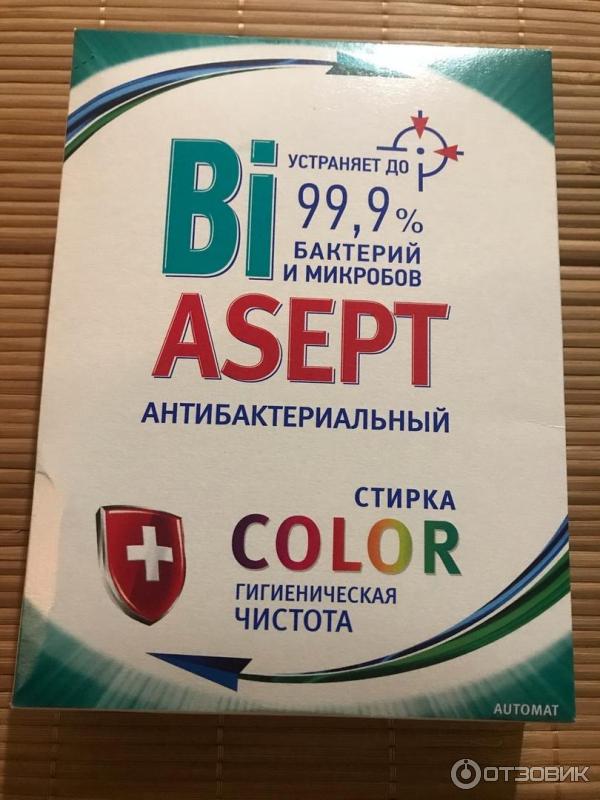 Bi
УСТРАНЯЕТ ДО
99,9%
БАКТЕРИЙ
И МИКРОБОВ
ASEPT
АНТИБАКТЕРИАЛЬНЫЙ
СТИРКА
COLOR
ГИГИЕНИЧЕСКАЯ
ЧИСТОТА
AUTOMAT
ОТЗОВИК